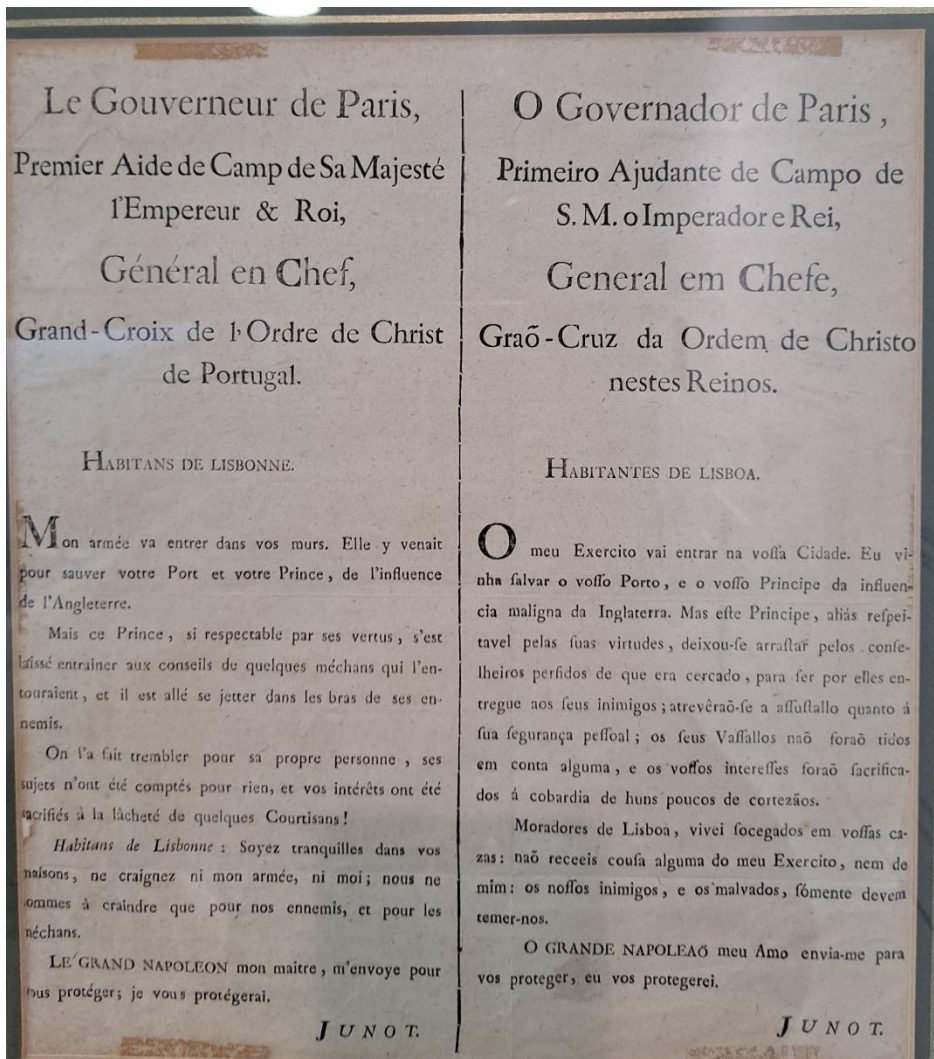 Le Gouverneur de Paris,
Premier Aide de Camp de Sa Majesté
l'Empereur & Roi,
Général en Chef,
Grand-Croix de l'Ordre de Christ
de Portugal.
HABITANS DE LISBONNE.
Mon armée va entrer dans vos murs. Elle y venait
pour sauver votre Port et votre Prince, de l'influence
de l'Angleterre.
Mais ce Prince, si respectable par ses vertus, s'est
laissé entrainer aux conseils de quelques méchans qui l'en-
touraient, et il est allé se jetter dans les bras de ses en-
nemis.
On l'a fait trembler pour sa propre personne, ses
sujets n'ont été comptés pour rien, et vos intérêts ont été
sacrifiés à la lâcheté de quelques Courtisans!
Habitans de Lisbonne: Soyez tranquilles dans vos
maisons, ne craignez ni mon armée, ni moi; nous ne
sommes à craindre que pour nos ennemis, et pour les
méchans.
LE GRAND NAPOLEON mon maitre, m'envoye pour
vous protéger; je vous protégerai.
JUNOT.
O Governador de Paris,
Primeiro Ajudante de Campo de
S. M. o Imperador e Rei,
General em Chefe,
Graõ-Cruz da Ordem de Christo
nestes Reinos.
HABITANTES DE LISBOA.
O meu Exercito vai entrar na voſſa Cidade. Eu vi-
nha ſalvar o voſſo Porto, e o voſſo Principe da influen-
cia maligna da Inglaterra. Mas eſte Principe, aliás reſpei-
tavel pelas ſuas virtudes, deixou-ſe arraſtar pelos conſe-
lheiros perfidos de que era cercado, para ſer por elles en-
tregue aos ſeus inimigos; atrevêraõ-ſe a aſſuſtallo quanto á
ſua ſegurança peſſoal; os ſeus Vaſſallos naõ foraõ tidos
em conta alguma, e os voſſos intereſſes foraõ ſacrifica-
dos á cobardia de huns poucos de cortezãos.
Moradores de Lisboa, vivei ſocegados em voſſas ca-
zas: naõ receeis couſa alguma do meu Exercito, nem de
mim: os noſſos inimigos, e os malvados, ſómente devem
temer-nos.
O GRANDE NAPOLEAÕ meu Amo envia-me para
vos proteger, eu vos protegerei.
JUNOT.